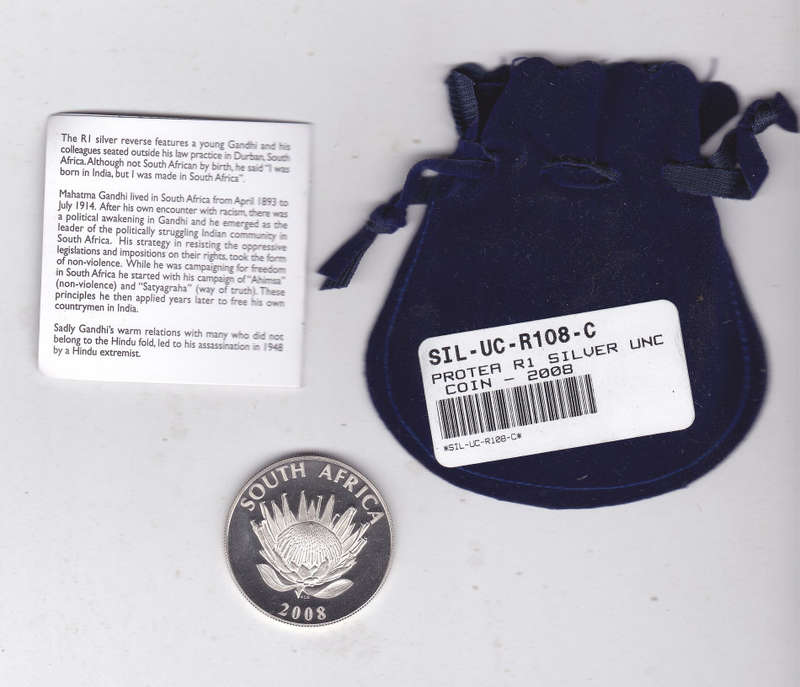 The R1 silver reverse features a young Gandhi and his
colleagues seated outside his law practice in Durban, South
Africa. Although not South African by birth, he said "I was
born in India, but I was made in South Africa".
Mahatma Gandhi lived in South Africa from April 1893 to
July 1914. After his own encounter with racism, there was
a political awakening in Gandhi and he emerged as the
leader of the politically struggling Indian community in
South Africa. His strategy in resisting the oppressive
legislations and impositions on their rights, took the form
of non-violence. While he was campaigning for freedom
in South Africa he started with his campaign of "Ahimsa"
(non-violence) and "Satyagraha" (way of truth). These
principles he then applied years later to free his own
countrymen in India.
Sadly Gandhi's warm relations with many who did not
belong to the Hindu fold, led to his assassination in 1948
by a Hindu extremist.
SIL-UC-R108-C
PROTEA R1 SILVER UNC
COIN - 2008
*SIL-UC-R108-C*
SOUTH AFRICA
2008